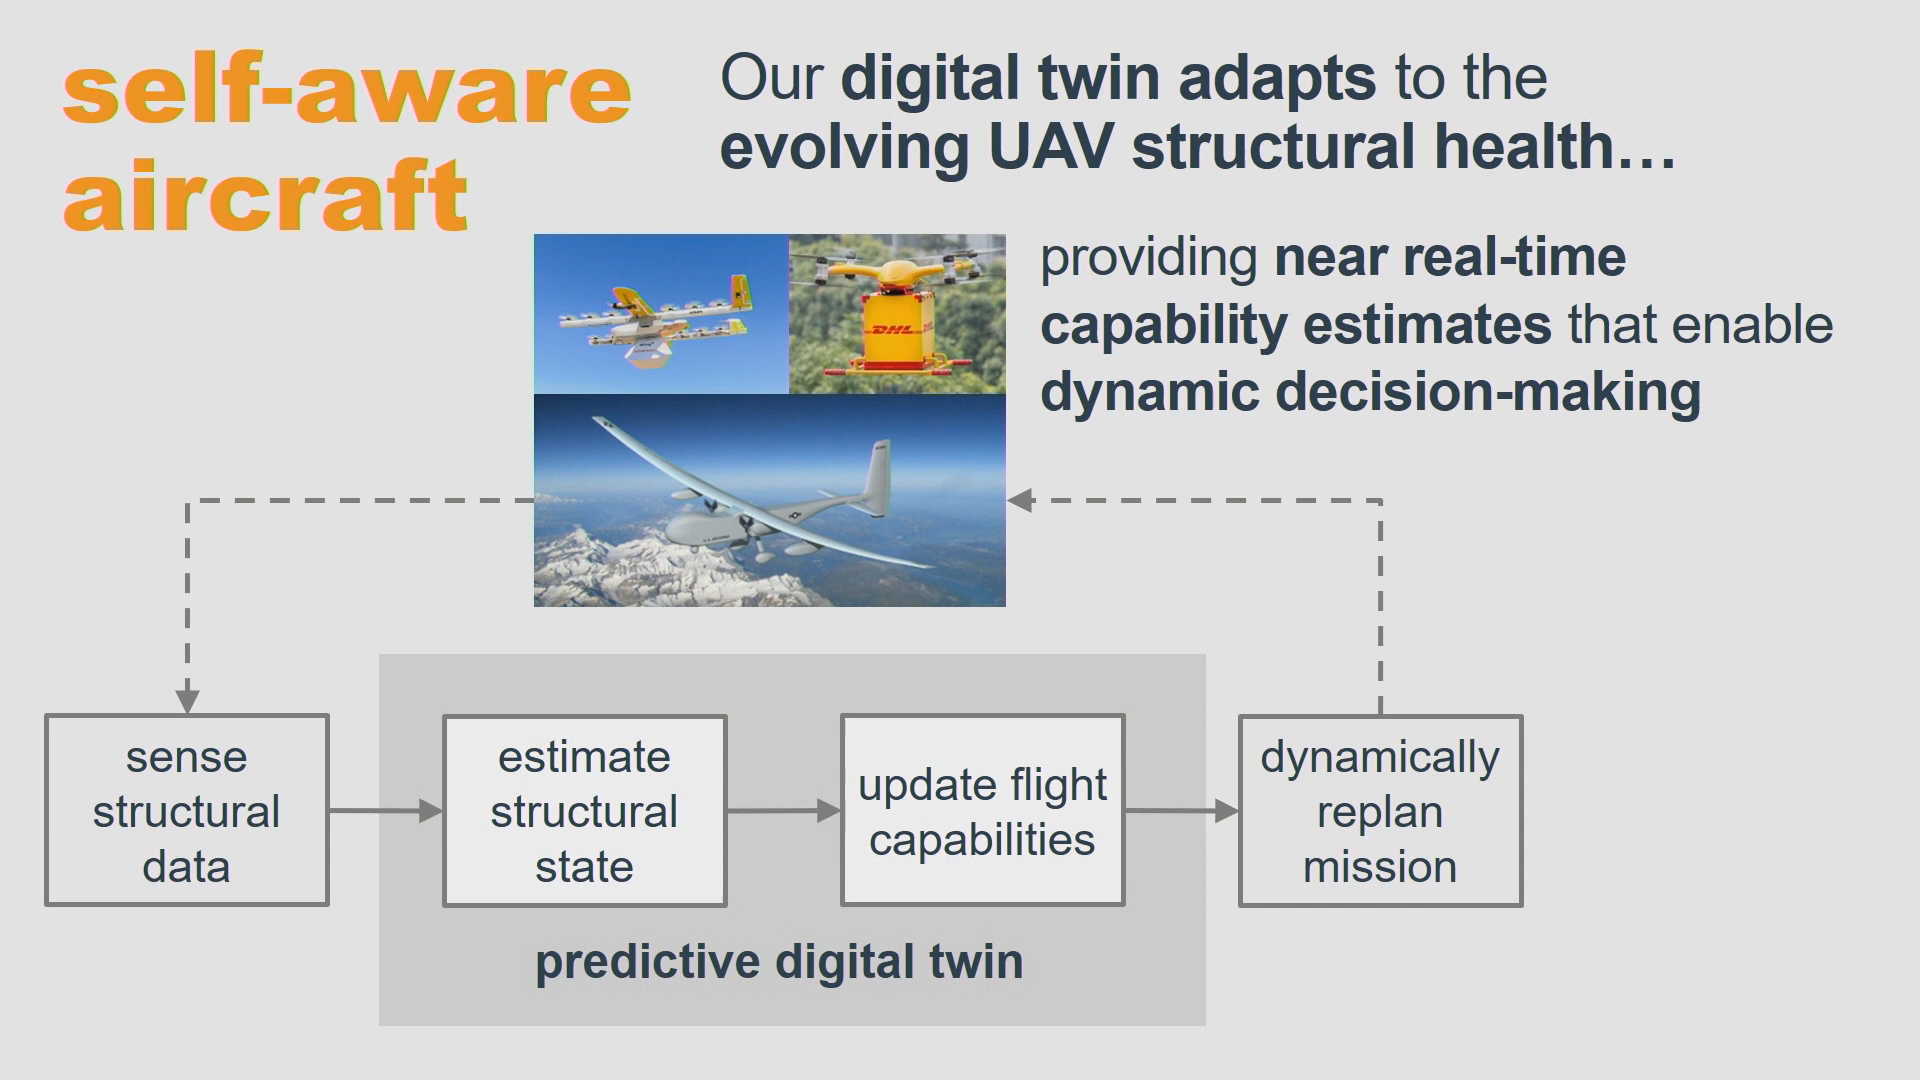 self-aware
aircraft
Our digital twin adapts to the
evolving UAV structural health…
providing near real-time
capability estimates that enable
dynamic decision-making
DHL
sense
structural
data
estimate
structural
state
update flight
capabilities
dynamically
replan
mission
predictive digital twin